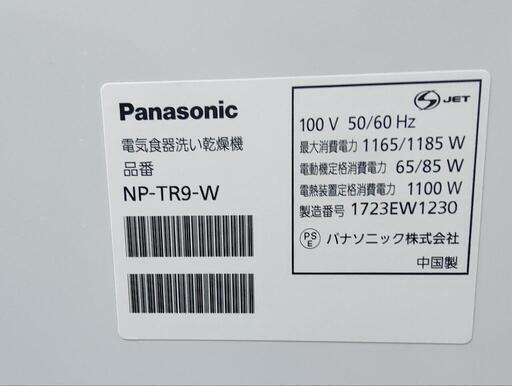 Panasonic
電気食器洗い乾燥機
品番
NP-TR9-W
S JET
100 V 50/60 Hz
最大消費電力 1165/1185 W
電動機定格消費電力 65/85 W
電熱装置定格消費電力 1100 W
製造番号 1723EW1230
PS E パナソニック株式会社
中国製